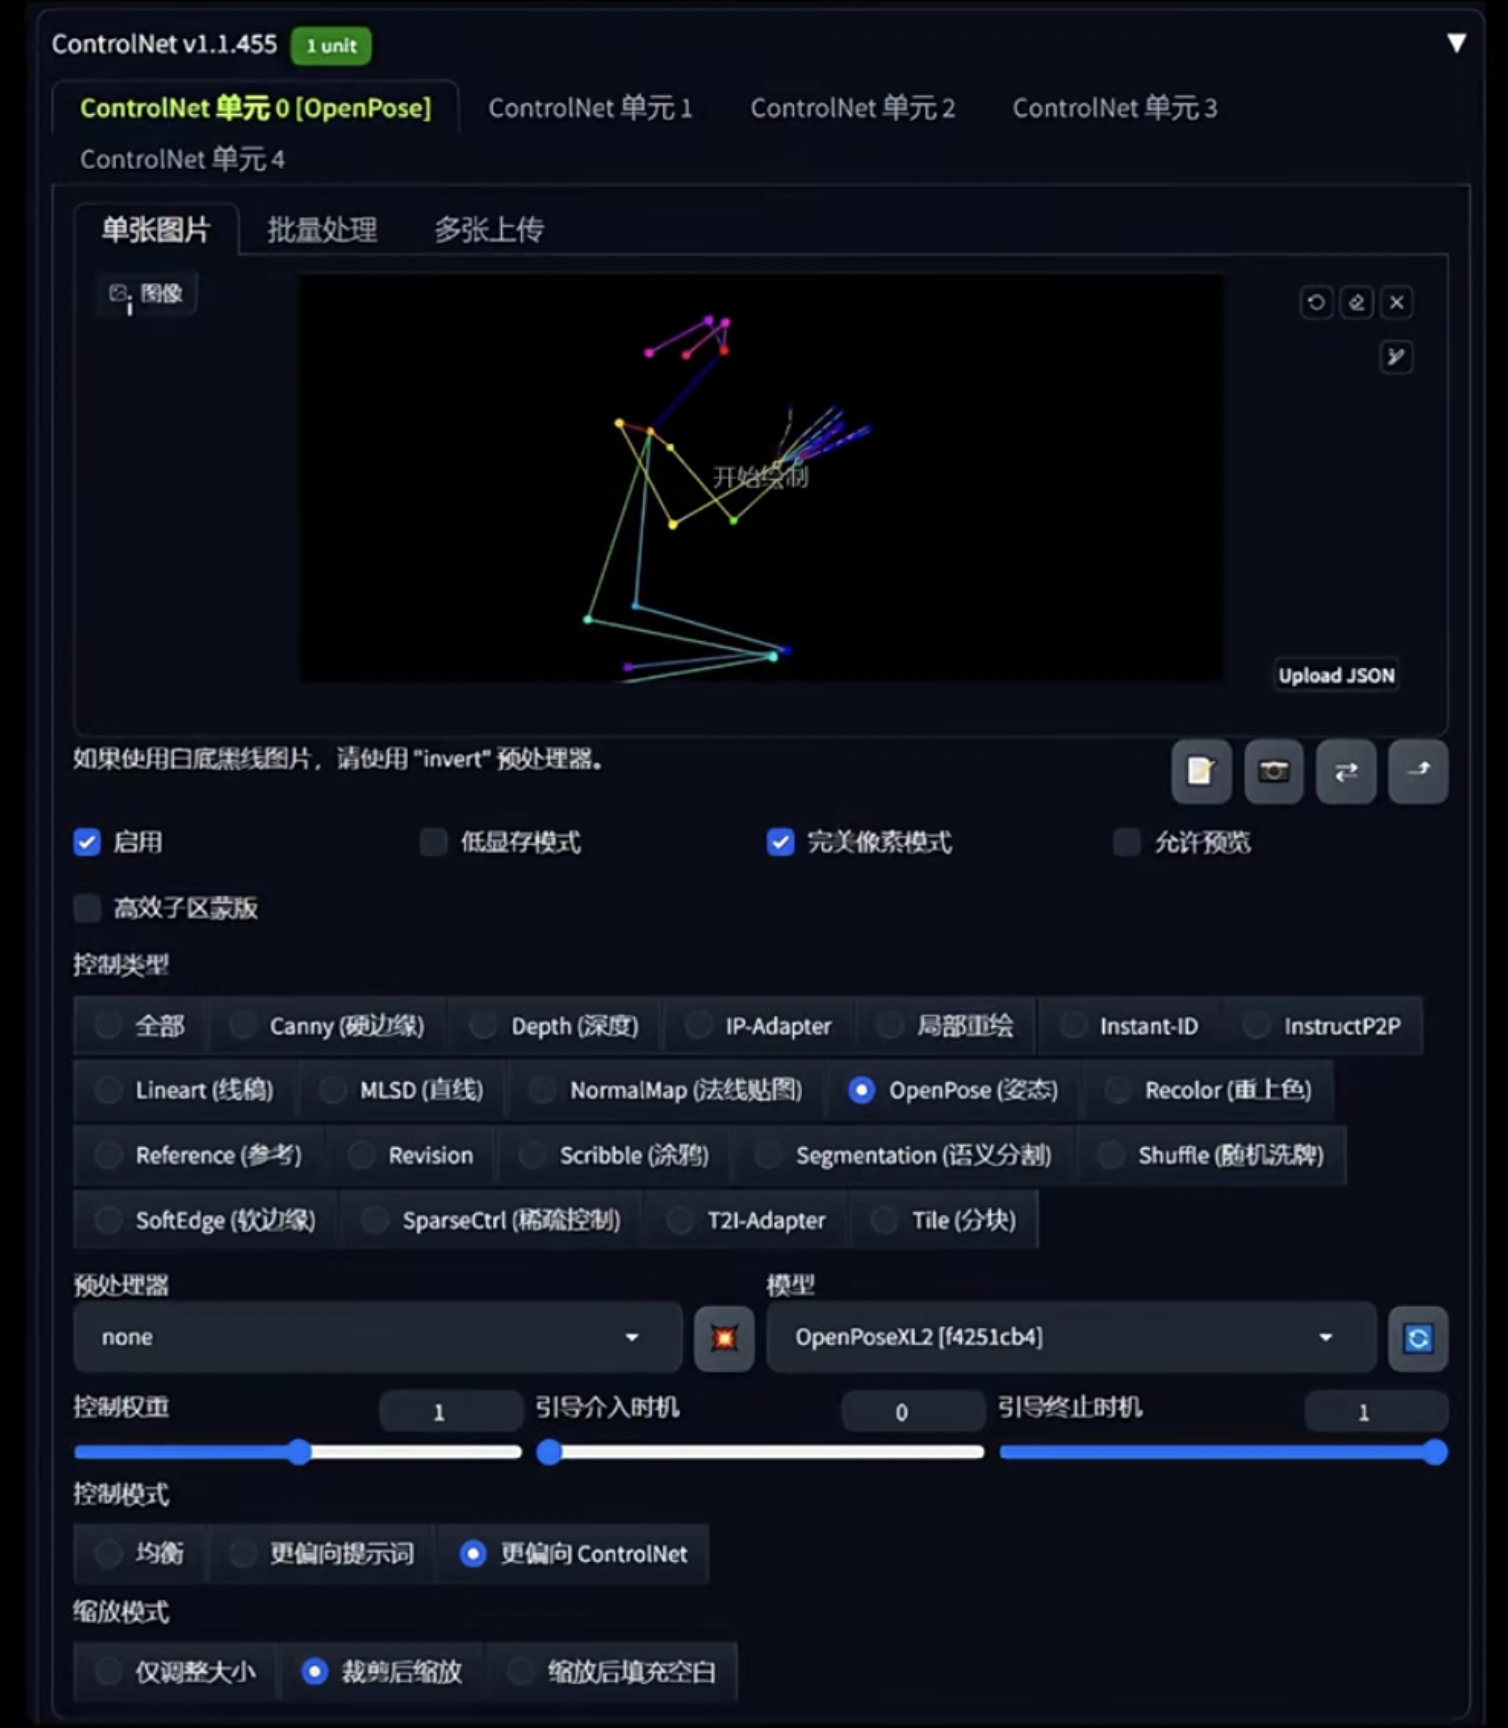 ControlNet v1.1.455 1 unit
ControlNet 单元 0 [OpenPose] ControlNet 单元 1 ControlNet 单元 2 ControlNet 单元 3
ControlNet 单元 4
单张图片 批量处理 多张上传
图像
开始绘制
Upload JSON
如果使用白底黑线图片，请使用 "invert" 预处理器。
启用 低显存模式 完美像素模式 允许预览
高效子区蒙版
控制类型
全部 Canny (硬边缘) Depth (深度) IP-Adapter 局部重绘 Instant-ID InstructP2P
Lineart (线稿) MLSD (直线) NormalMap (法线贴图) OpenPose (姿态) Recolor (重上色)
Reference (参考) Revision Scribble (涂鸦) Segmentation (语义分割) Shuffle (随机洗牌)
SoftEdge (软边缘) SparseCtrl (稀疏控制) T2I-Adapter Tile (分块)
预处理器 模型
none OpenPoseXL2 [f4251cb4]
控制权重 1 引导介入时机 0 引导终止时机 1
控制模式
均衡 更偏向提示词 更偏向 ControlNet
缩放模式
仅调整大小 裁剪后缩放 缩放后填充空白